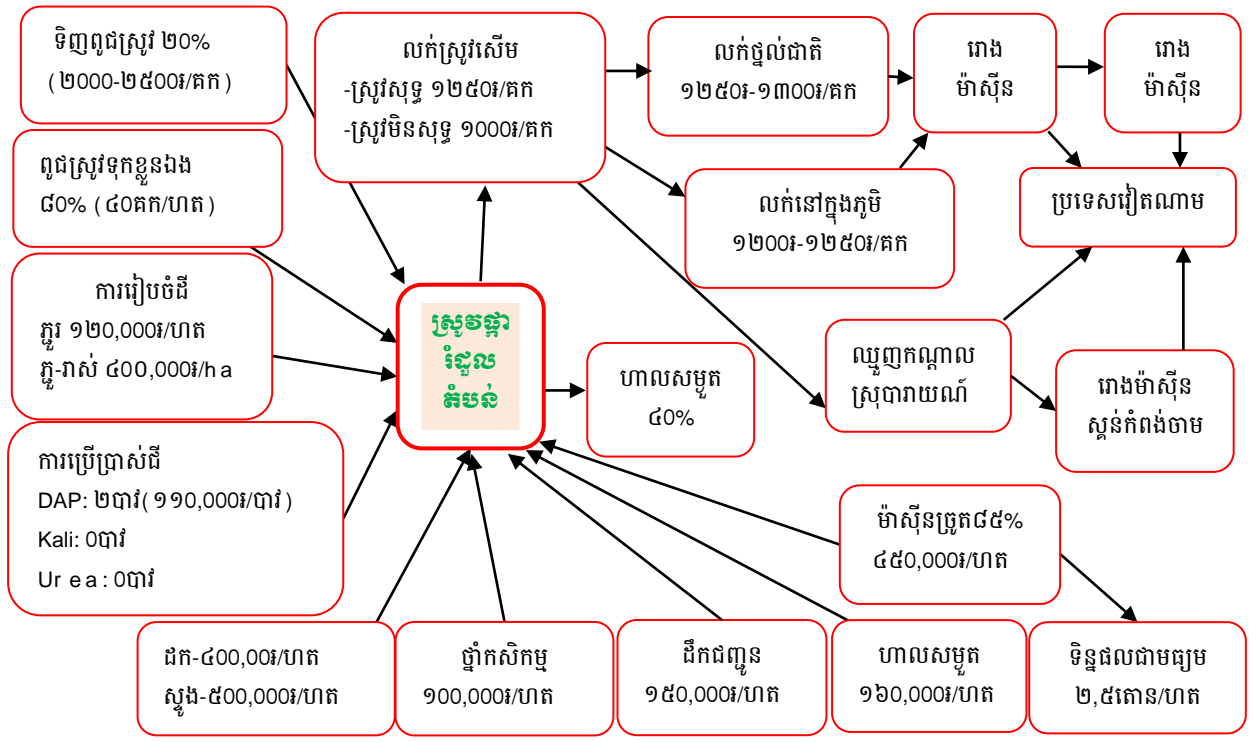 ទិញពូជស្រូវ ២០%
(២០០០-២៥០០៛/គក)
លក់ស្រូវសើម
-ស្រូវសុទ្ធ ១២៥០៛/គក
-ស្រូវមិនសុទ្ធ ១០០០៛/គក
លក់ថ្នល់ជាតិ
១២៥០៛-១៣០០៛/គក
រោង
ម៉ាស៊ីន
រោង
ម៉ាស៊ីន
ពូជស្រូវទុកខ្លួនឯង
៨០% (៤០គក/ហត)
លក់នៅក្នុងភូមិ
១២០០៛-១២៥០៛/គក
ប្រទេសវៀតណាម
ការរៀបចំដី
ភ្ជួរ ១២០,០០០៛/ហត
ភ្ជួ-រាស់ ៤០០,០០០៛/ha
ស្រូវផ្កា
រំដួល
តំបន់
ហាលសម្ងួត
៤០%
ឈ្មួញកណ្តាល
ស្រុបារាយណ៍
រោងម៉ាស៊ីន
ស្គន់កំពង់ចាម
ការប្រើប្រាស់ជី
DAP: ២បាវ(១១០,០០០៛/បាវ)
Kali: 0បាវ
Urea: 0បាវ
ម៉ាស៊ីនច្រូត៨៥%
៤៥០,០០០៛/ហត
ដក-៤០០,០០៛/ហត
ស្ទូង-៥០០,០០០៛/ហត
ថ្នាំកសិកម្ម
១០០,០០០៛/ហត
ដឹកជញ្ជូន
១៥០,០០០៛/ហត
ហាលសម្ងួត
១៦០,០០០៛/ហត
ទិន្នផលជាមធ្យម
២,៥តោន/ហត